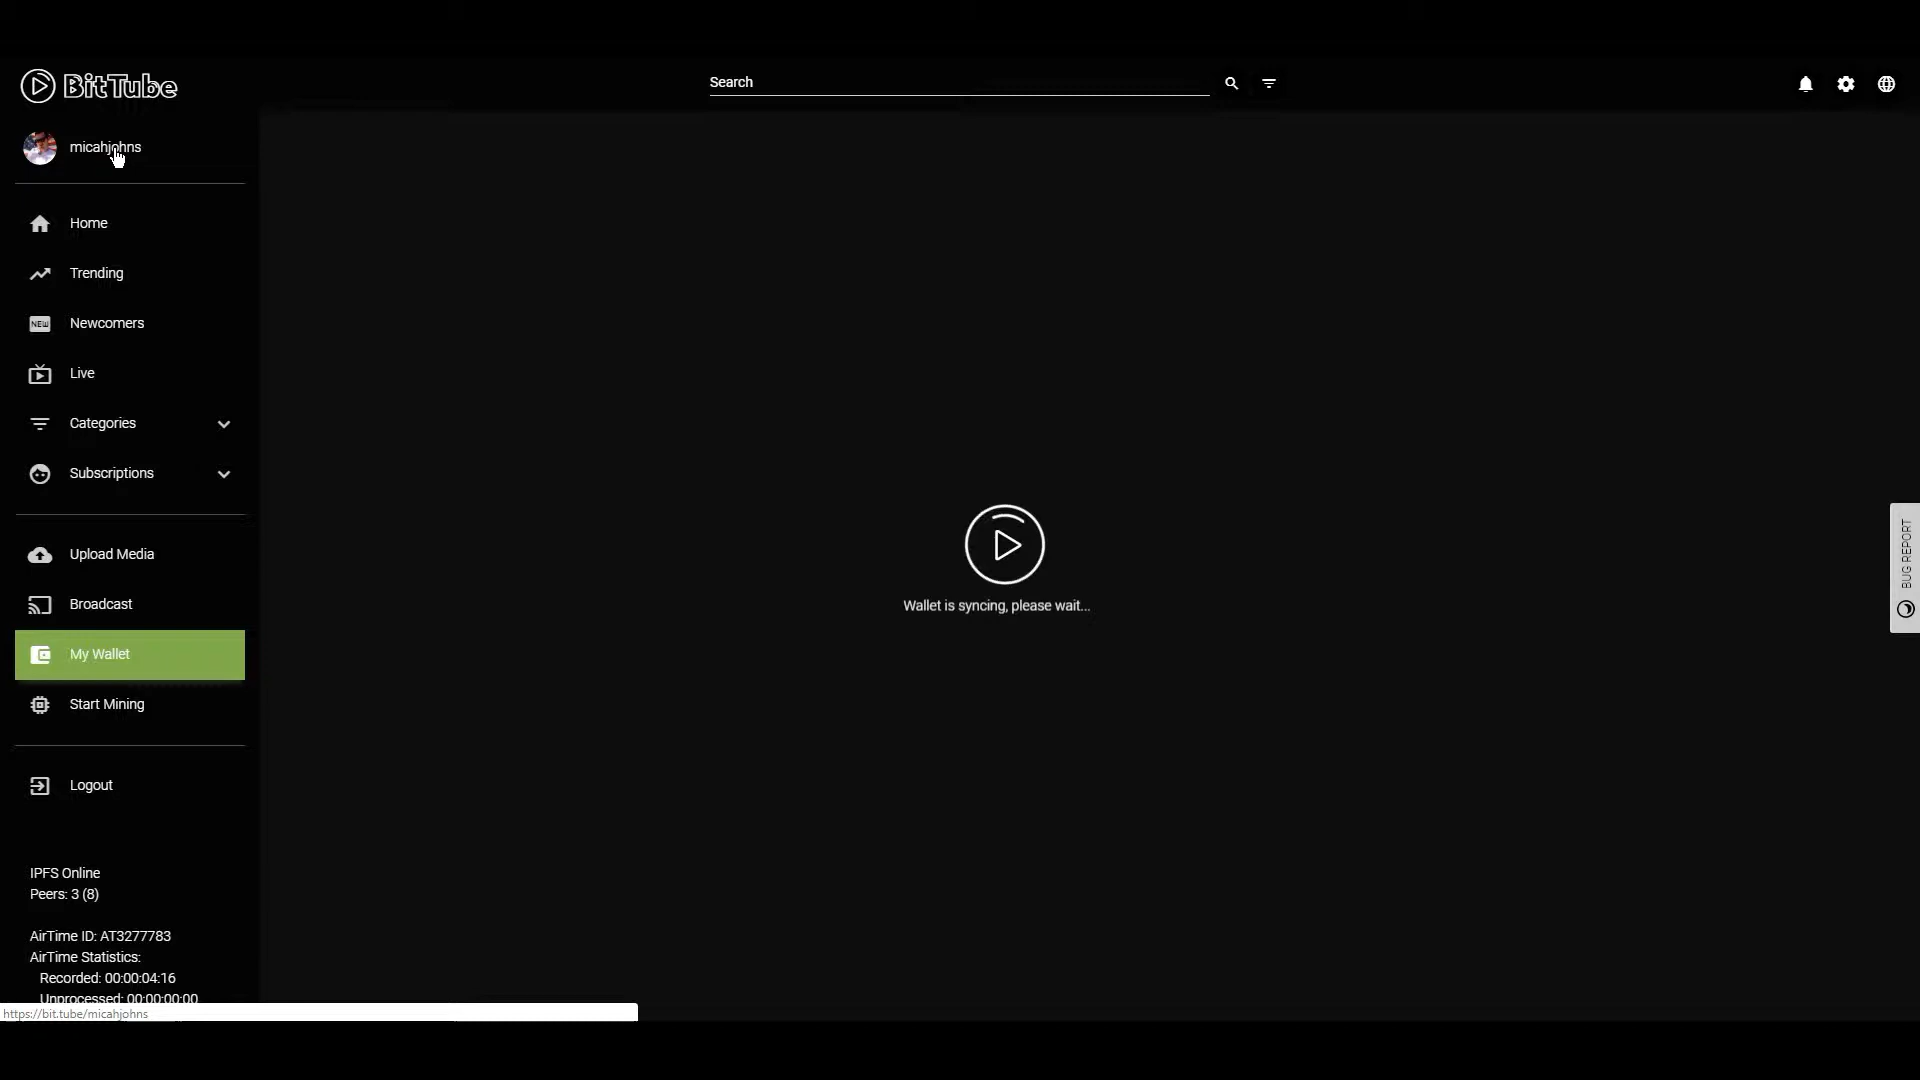 BitTube
Search
micahjohns
Home
Trending
NEW
Newcomers
Live
Categories
Subscriptions
Upload Media
Broadcast
My Wallet
Start Mining
Logout
IPFS Online
Peers: 3 (8)
AirTime ID: AT3277783
AirTime Statistics:
Recorded: 00:00:04:16
Unprocessed: 00:00:00:00
https://bit.tube/micahjohns
Wallet is syncing, please wait...
BUG REPORT